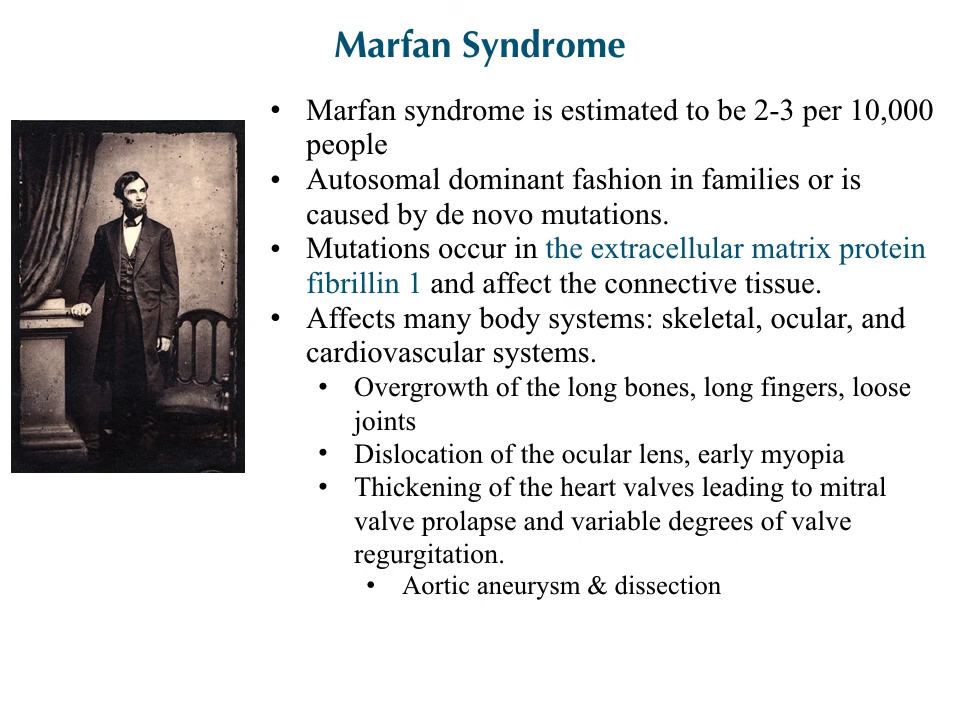 Marfan Syndrome
• Marfan syndrome is estimated to be 2-3 per 10,000
people
• Autosomal dominant fashion in families or is
caused by de novo mutations.
• Mutations occur in the extracellular matrix protein
fibrillin 1 and affect the connective tissue.
• Affects many body systems: skeletal, ocular, and
cardiovascular systems.
• Overgrowth of the long bones, long fingers, loose
joints
• Dislocation of the ocular lens, early myopia
• Thickening of the heart valves leading to mitral
valve prolapse and variable degrees of valve
regurgitation.
• Aortic aneurysm & dissection